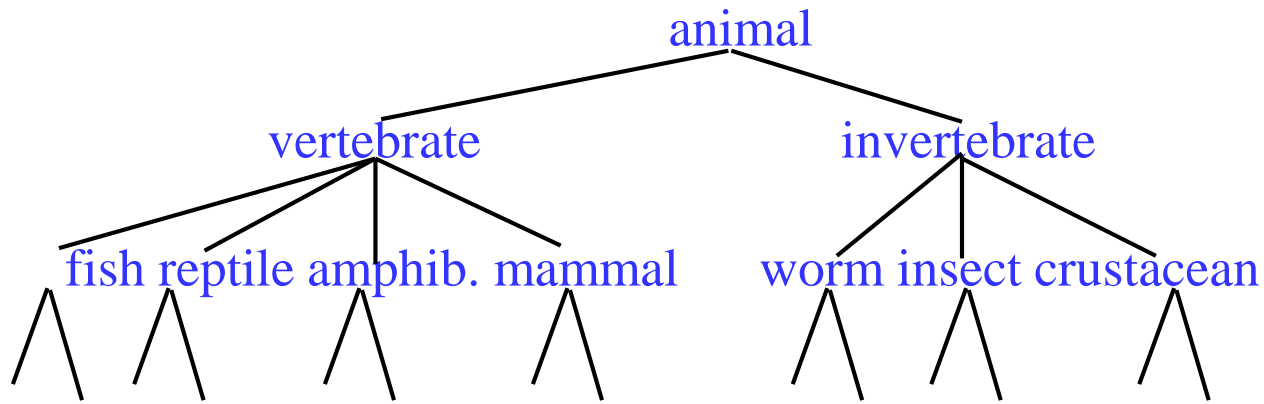 animal
vertebrate invertebrate
fish reptile amphib. mammal worm insect crustacean